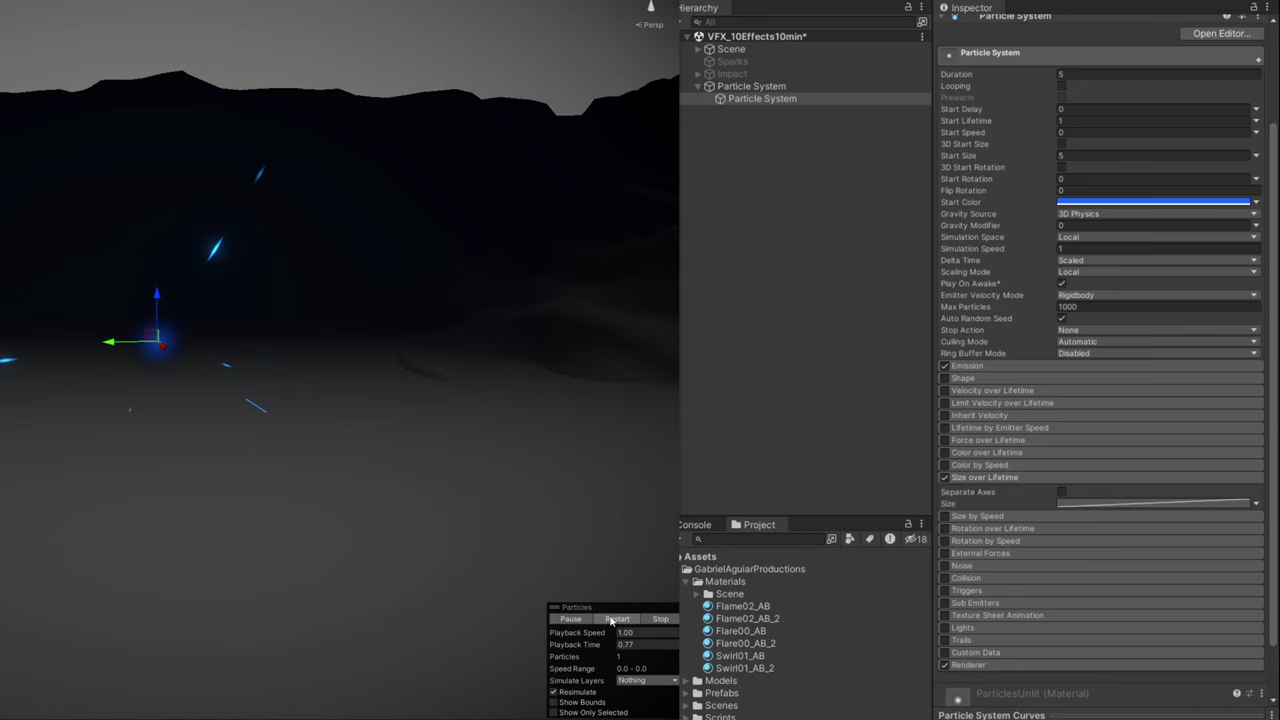 Persp
Hierarchy
All
VFX_10Effects10min*
Scene
Sparks
Impact
Particle System
Particle System
Console
Project
18
Assets
GabrielAguiarProductions
Materials
Scene
Flame02_AB
Flame02_AB_2
Flare00_AB
Flare00_AB_2
Swirl01_AB
Swirl01_AB_2
Models
Prefabs
Scenes
Scripts
Particles
Pause Restart Stop
Playback Speed 1.00
Playback Time 0.77
Particles 1
Speed Range 0.0 - 0.0
Simulate Layers Nothing
Resimulate
Show Bounds
Show Only Selected
Inspector
Particle System
Open Editor...
Particle System
Duration 5
Looping
Prewarm
Start Delay 0
Start Lifetime 1
Start Speed 0
3D Start Size
Start Size 5
3D Start Rotation
Start Rotation 0
Flip Rotation 0
Start Color
Gravity Source 3D Physics
Gravity Modifier 0
Simulation Space Local
Simulation Speed 1
Delta Time Scaled
Scaling Mode Local
Play On Awake*
Emitter Velocity Mode Rigidbody
Max Particles 1000
Auto Random Seed
Stop Action None
Culling Mode Automatic
Ring Buffer Mode Disabled
Emission
Shape
Velocity over Lifetime
Limit Velocity over Lifetime
Inherit Velocity
Lifetime by Emitter Speed
Force over Lifetime
Color over Lifetime
Color by Speed
Size over Lifetime
Separate Axes
Size
Size by Speed
Rotation over Lifetime
Rotation by Speed
External Forces
Noise
Collision
Triggers
Sub Emitters
Texture Sheet Animation
Lights
Trails
Custom Data
Renderer
ParticlesUnlit (Material)
Particle System Curves